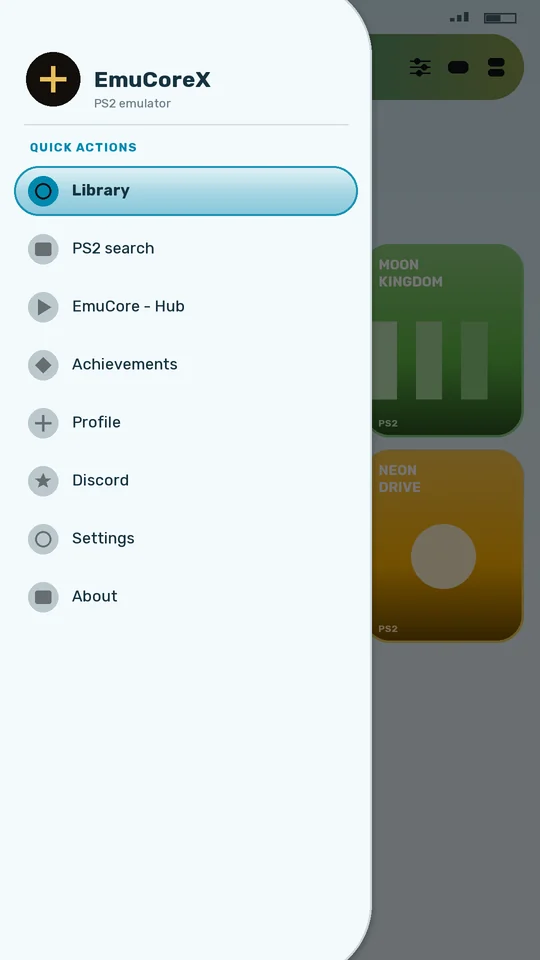 EmuCoreX
PS2 emulator
QUICK ACTIONS
Library
PS2 search
EmuCore - Hub
Achievements
Profile
Discord
Settings
About
MOON
KINGDOM
PS2
NEON
DRIVE
PS2